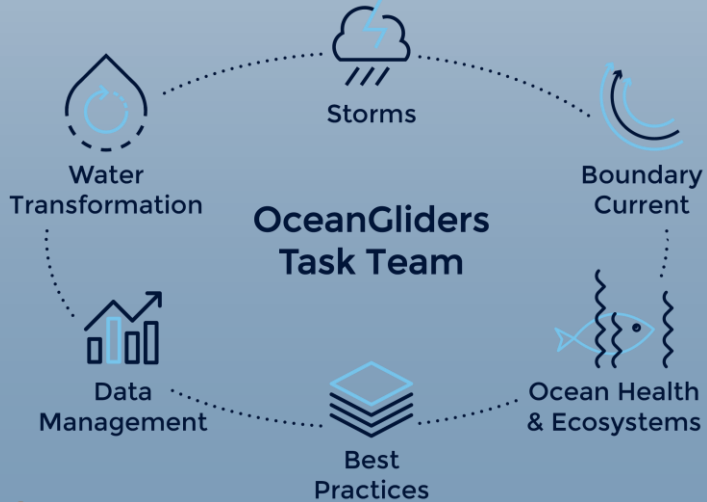 Storms
Water
Transformation
Boundary
Current
OceanGliders
Task Team
Data
Management
Ocean Health
& Ecosystems
Best
Practices